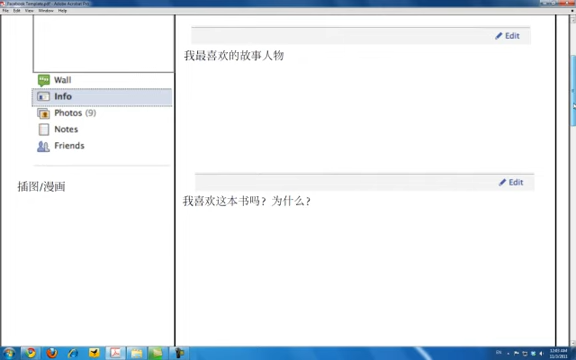 Facebook Template.pdf - Adobe Acrobat Pro
File Edit View Window Help
Edit
我最喜欢的故事人物
Wall
Info
Photos (9)
Notes
Friends
插图/漫画
Edit
我喜欢这本书吗？为什么？
EN